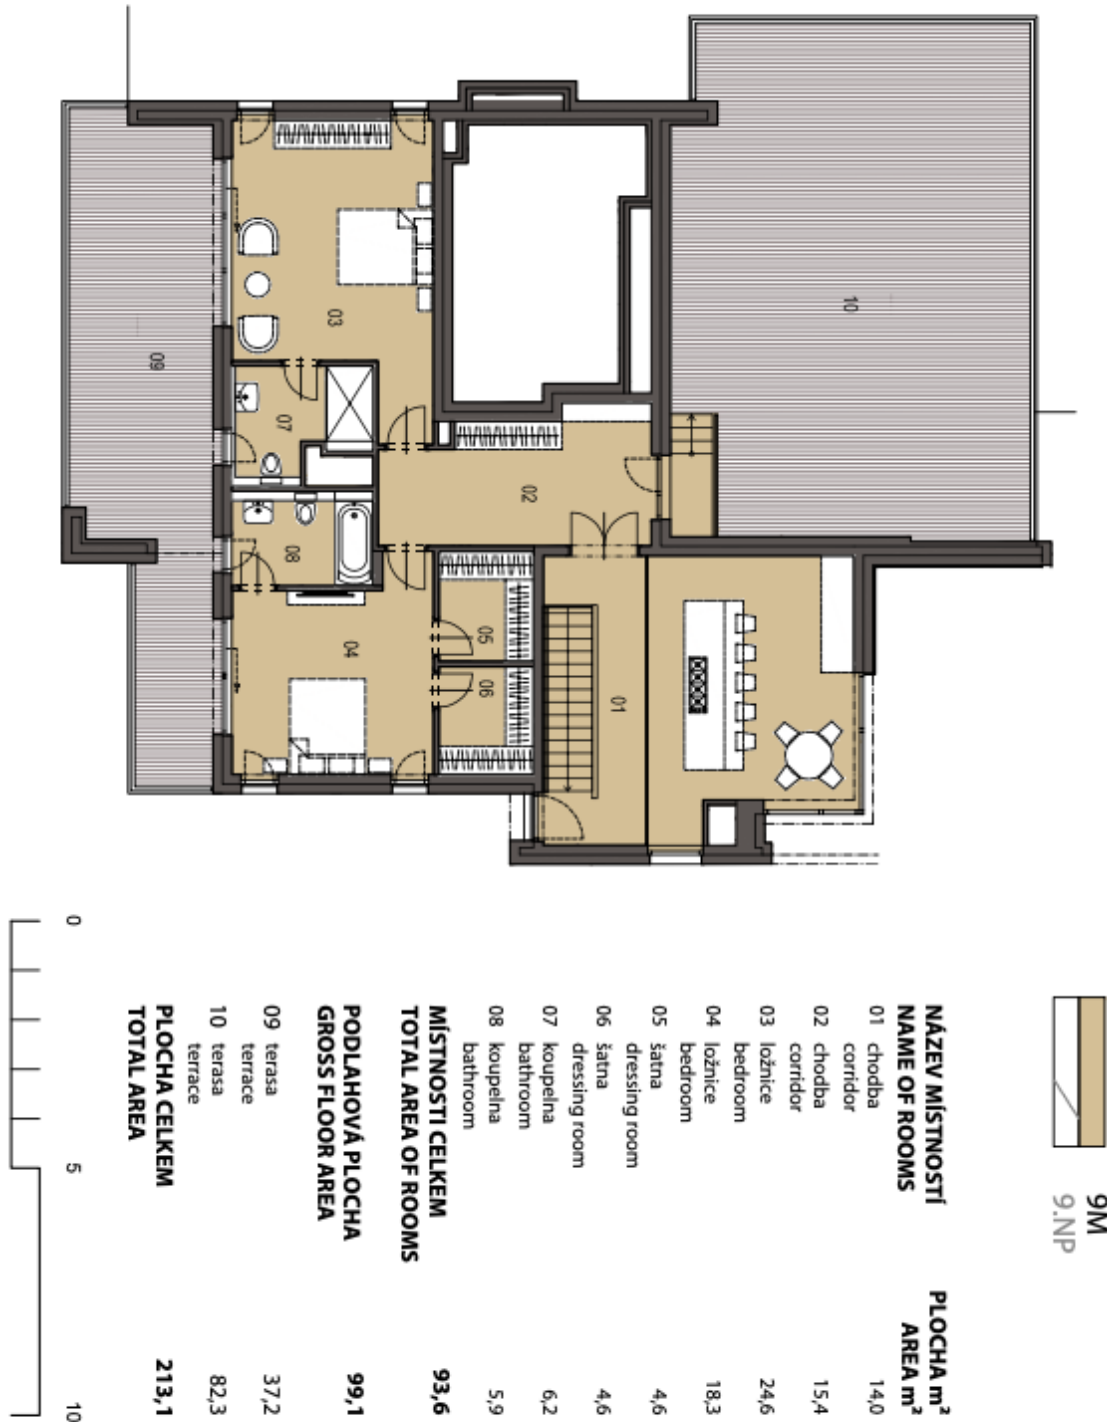 9M
9.NP
NÁZEV MÍSTNOSTÍ PLOCHA m²
NAME OF ROOMS AREA m²
01 chodba 14,0
corridor
02 chodba 15,4
corridor
03 ložnice 24,6
bedroom
04 ložnice 18,3
bedroom
05 šatna 4,6
dressing room
06 šatna 4,6
dressing room
07 koupelna 6,2
bathroom
08 koupelna 5,9
bathroom
MÍSTNOSTI CELKEM 93,6
TOTAL AREA OF ROOMS
PODLAHOVÁ PLOCHA 99,1
GROSS FLOOR AREA
09 terasa 37,2
terrace
10 terasa 82,3
terrace
PLOCHA CELKEM 213,1
TOTAL AREA
0 5 10
10
01
02
06
05
04
03
08
07
09